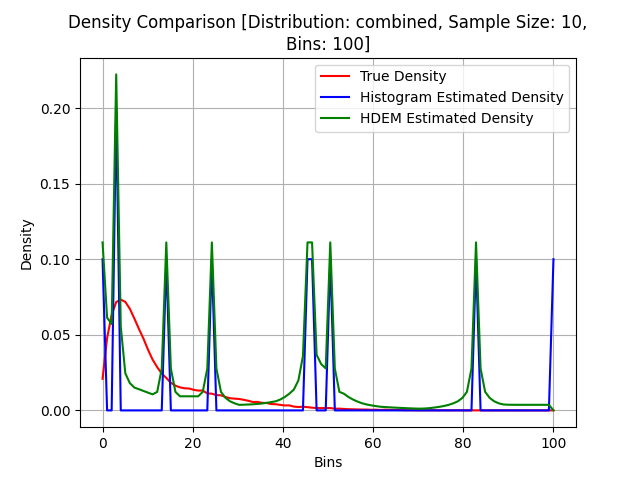 Density Comparison [Distribution: combined, Sample Size: 10,
Bins: 100]
True Density
Histogram Estimated Density
HDEM Estimated Density
0.20
0.15
0.10
0.05
0.00
Density
0 20 40 60 80 100
Bins